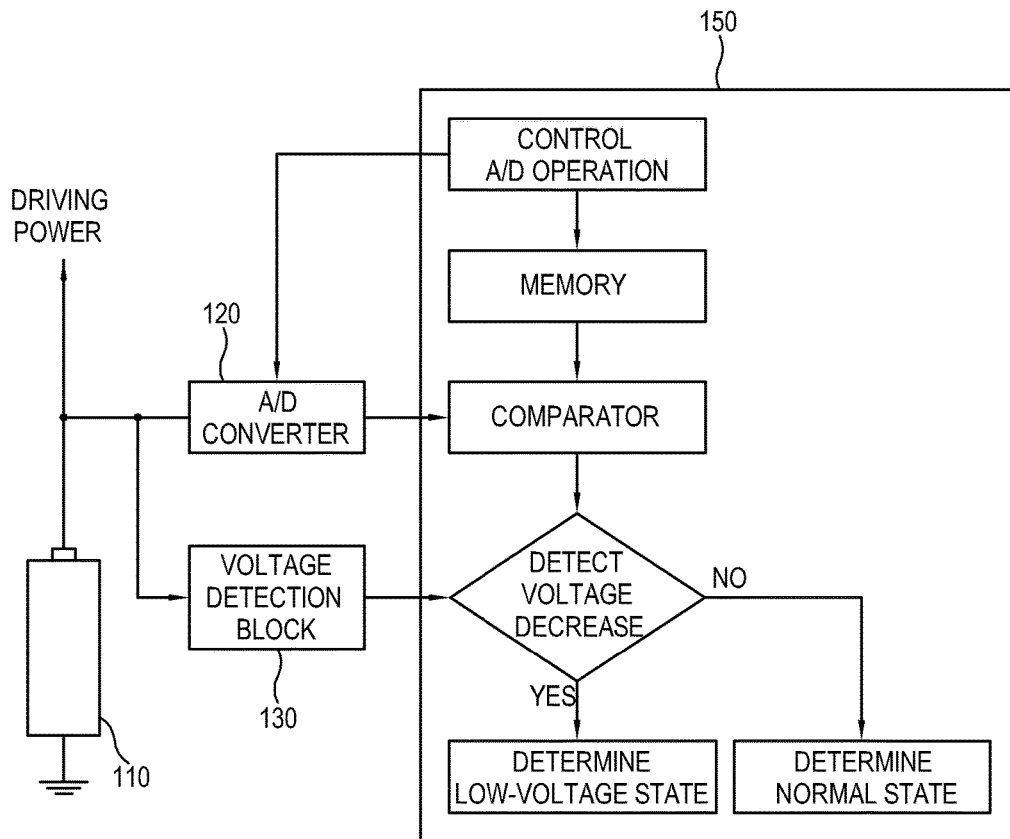 150
CONTROL
A/D OPERATION
DRIVING
POWER
MEMORY
120
A/D
CONVERTER
COMPARATOR
VOLTAGE
DETECTION
BLOCK
DETECT
VOLTAGE
DECREASE
NO
YES
130
110
DETERMINE
LOW-VOLTAGE STATE
DETERMINE
NORMAL STATE